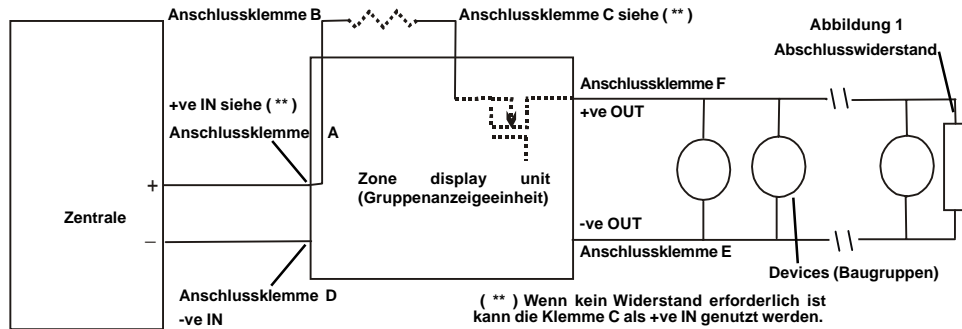 Anschlussklemme B
Anschlussklemme C siehe ( ** )
Abbildung 1
Abschlusswiderstand
Anschlussklemme F
+ve IN siehe ( ** )
+ve OUT
Anschlussklemme
A
Zone display unit
(Gruppenanzeigeeinheit)
+
Zentrale
−
-ve OUT
Anschlussklemme E
Devices (Baugruppen)
Anschlussklemme D
-ve IN
( ** ) Wenn kein Widerstand erforderlich ist
kann die Klemme C als +ve IN genutzt werden.